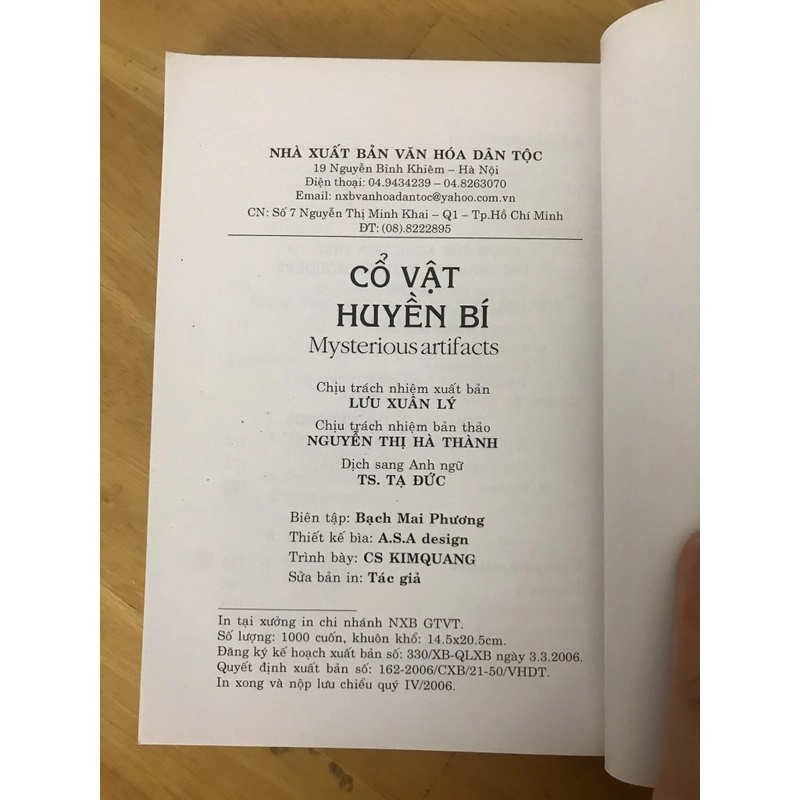 NHÀ XUẤT BẢN VĂN HÓA DÂN TỘC
19 Nguyễn Bỉnh Khiêm – Hà Nội
Điện thoại: 04.9434239 – 04.8263070
Email: nxbvanhoadantoc@yahoo.com.vn
CN: Số 7 Nguyễn Thị Minh Khai – Q1 – Tp.Hồ Chí Minh
ĐT: (08).8222895
CỔ VẬT
HUYỀN BÍ
Mysterious artifacts
Chịu trách nhiệm xuất bản
LƯU XUÂN LÝ
Chịu trách nhiệm bản thảo
NGUYỄN THỊ HÀ THÀNH
Dịch sang Anh ngữ
TS. TẠ ĐỨC
Biên tập: Bạch Mai Phương
Thiết kế bìa: A.S.A design
Trình bày: CS KIMQUANG
Sửa bản in: Tác giả
In tại xưởng in chi nhánh NXB GTVT.
Số lượng: 1000 cuốn, khuôn khổ: 14.5x20.5cm.
Đăng ký kế hoạch xuất bản số: 330/XB-QLXB ngày 3.3.2006.
Quyết định xuất bản số: 162-2006/CXB/21-50/VHDT.
In xong và nộp lưu chiểu quý IV/2006.